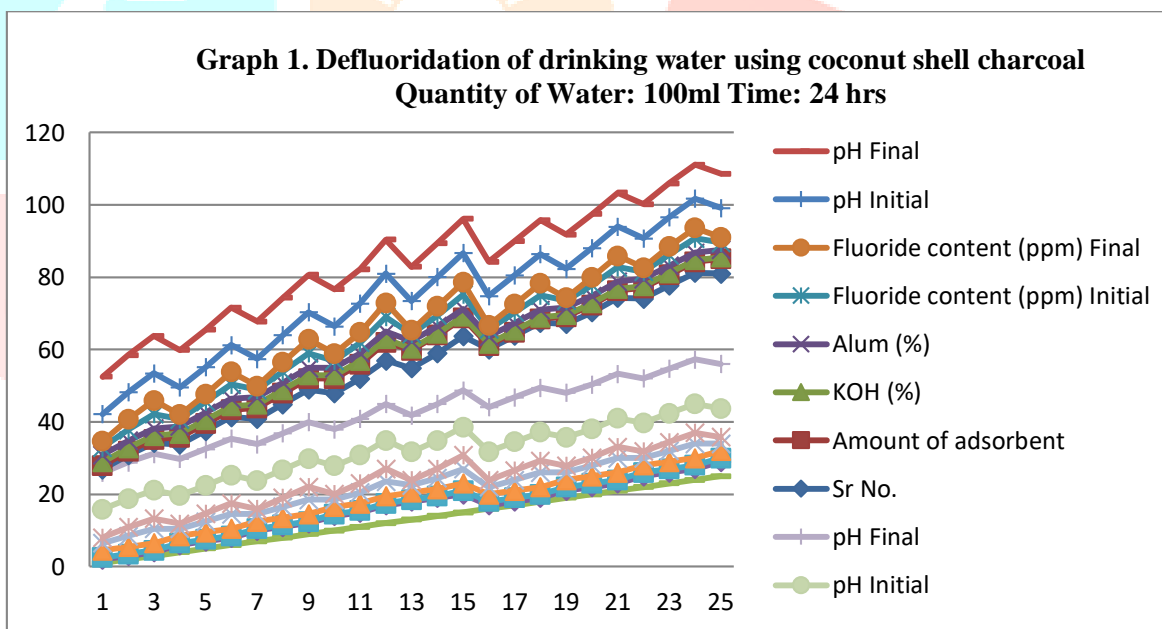 Graph 1. Defluoridation of drinking water using coconut shell charcoal
Quantity of Water: 100ml Time: 24 hrs
120
100
80
60
40
20
0
1 3 5 7 9 11 13 15 17 19 21 23 25
pH Final
pH Initial
Fluoride content (ppm) Final
Fluoride content (ppm) Initial
Alum (%)
KOH (%)
Amount of adsorbent
Sr No.
pH Final
pH Initial